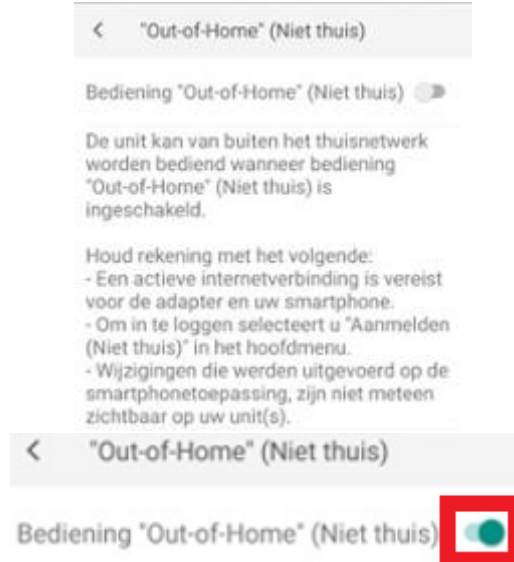 "Out-of-Home" (Niet thuis)
Bediening "Out-of-Home" (Niet thuis)
De unit kan van buiten het thuisnetwerk
worden bediend wanneer bediening
"Out-of-Home" (Niet thuis) is
ingeschakeld.
Houd rekening met het volgende:
- Een actieve internetverbinding is vereist
voor de adapter en uw smartphone.
- Om in te loggen selecteert u "Aanmelden
(Niet thuis)" in het hoofdmenu.
- Wijzigingen die werden uitgevoerd op de
smartphonetoepassing, zijn niet meteen
zichtbaar op uw unit(s).
"Out-of-Home" (Niet thuis)
Bediening "Out-of-Home" (Niet thuis)